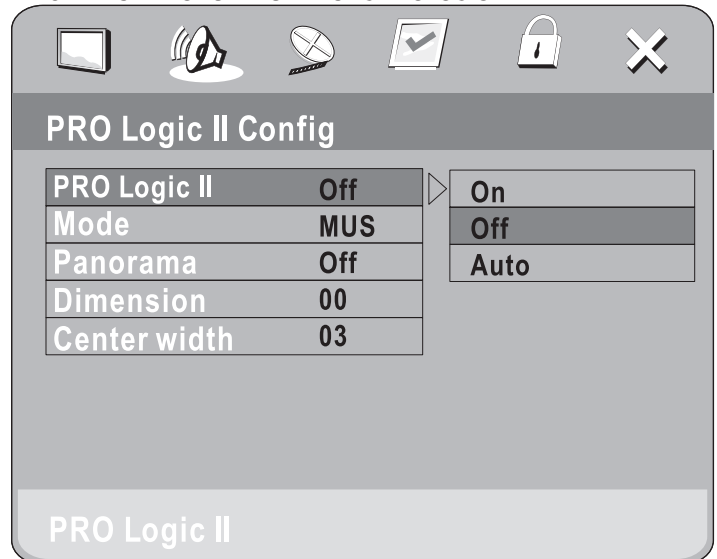 PRO Logic II Config
PRO Logic II Off On
Mode MUS Off
Panorama Off Auto
Dimension 00
Center width 03
PRO Logic II